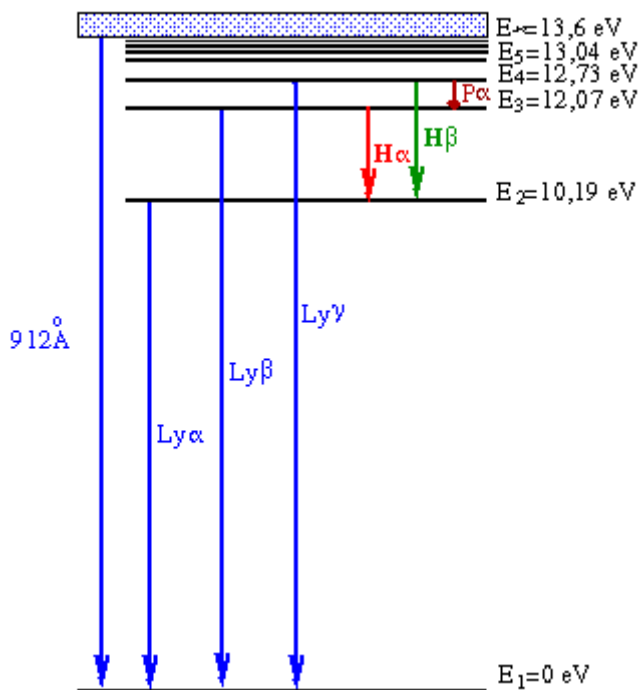 E∞=13,6 eV
E5=13,04 eV
E4=12,73 eV
Pα
E3=12,07 eV
Hα
Hβ
E2=10,19 eV
912Å
Lyγ
Lyβ
Lyα
E1=0 eV